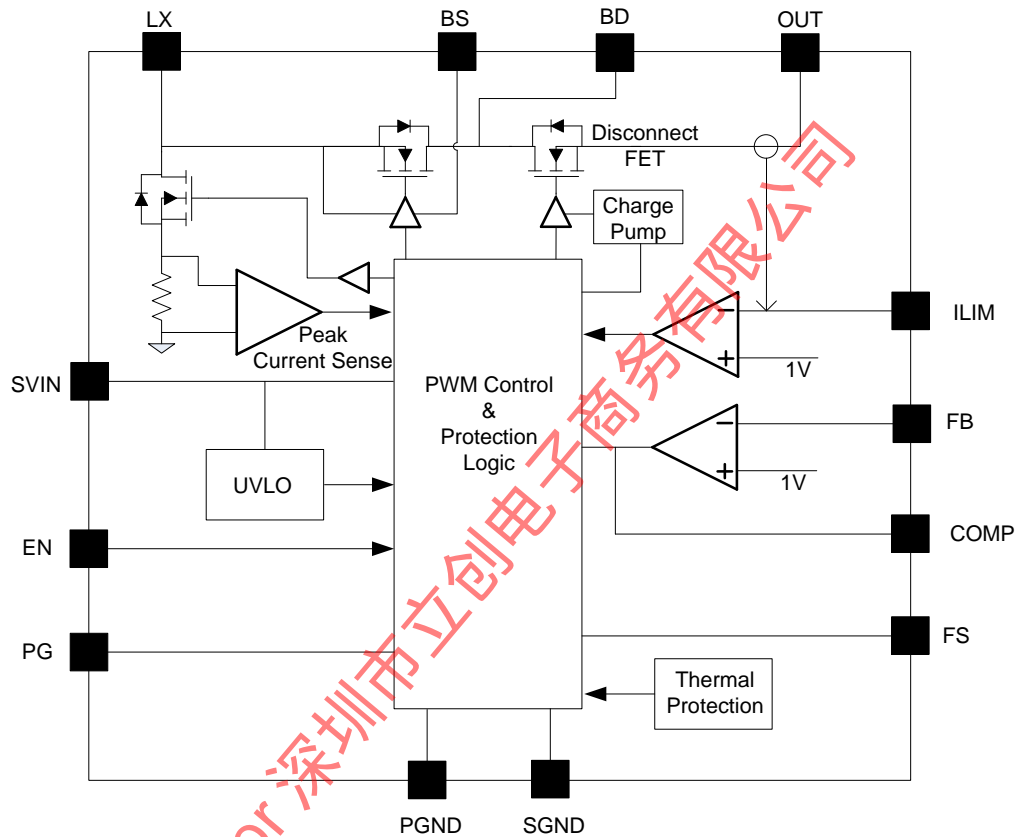 LX
BS
BD
OUT
Disconnect
FET
Charge
Pump
ILIM
Peak
Current Sense
1V
SVIN
PWM Control
&
Protection
Logic
FB
UVLO
1V
EN
COMP
PG
FS
Thermal
Protection
PGND
SGND
or 深圳市立创电子商务有限公司